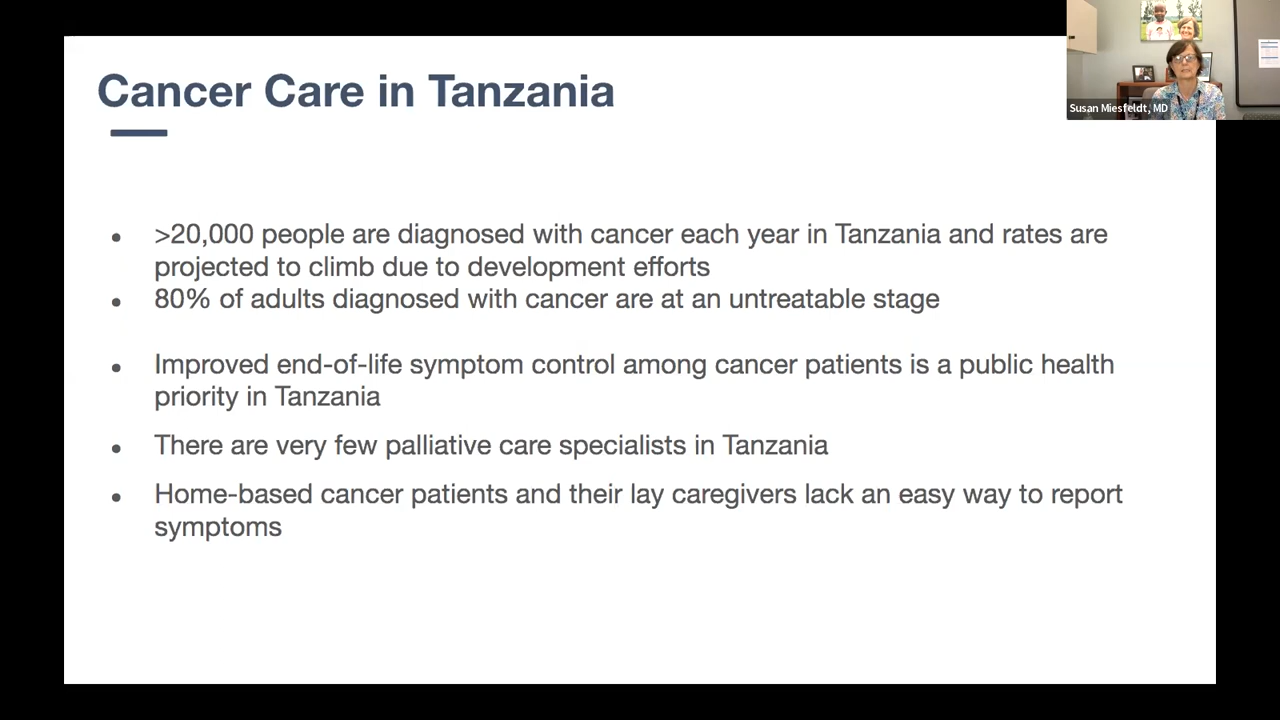 Cancer Care in Tanzania
Susan Miesfeldt, MD
• >20,000 people are diagnosed with cancer each year in Tanzania and rates are
projected to climb due to development efforts
• 80% of adults diagnosed with cancer are at an untreatable stage
• Improved end-of-life symptom control among cancer patients is a public health
priority in Tanzania
• There are very few palliative care specialists in Tanzania
• Home-based cancer patients and their lay caregivers lack an easy way to report
symptoms